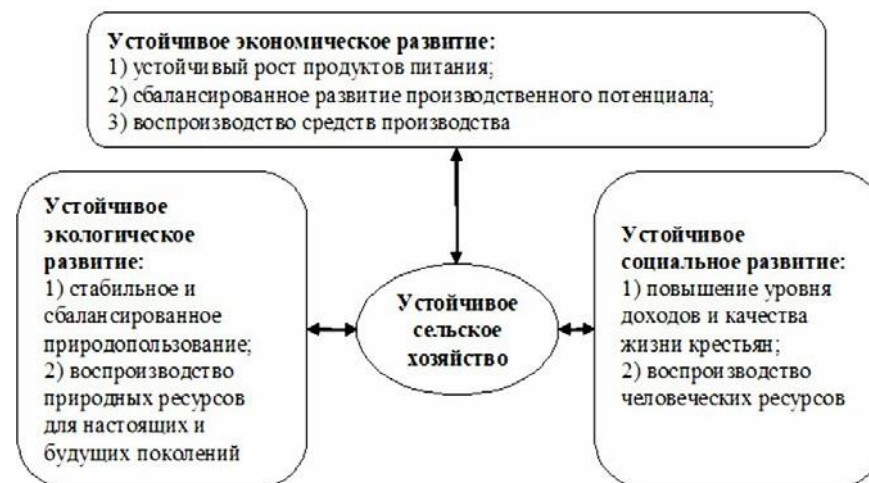 Устойчивое экономическое развитие:
1) устойчивый рост продуктов питания;
2) сбалансированное развитие производственного потенциала;
3) воспроизводство средств производства
Устойчивое
экологическое
развитие:
1) стабильное и
сбалансированное
природопользование;
2) воспроизводство
природных ресурсов
для настоящих и
будущих поколений
Устойчивое
сельское
хозяйство
Устойчивое
социальное развитие:
1) повышение уровня
доходов и качества
жизни крестьян;
2) воспроизводство
человеческих ресурсов